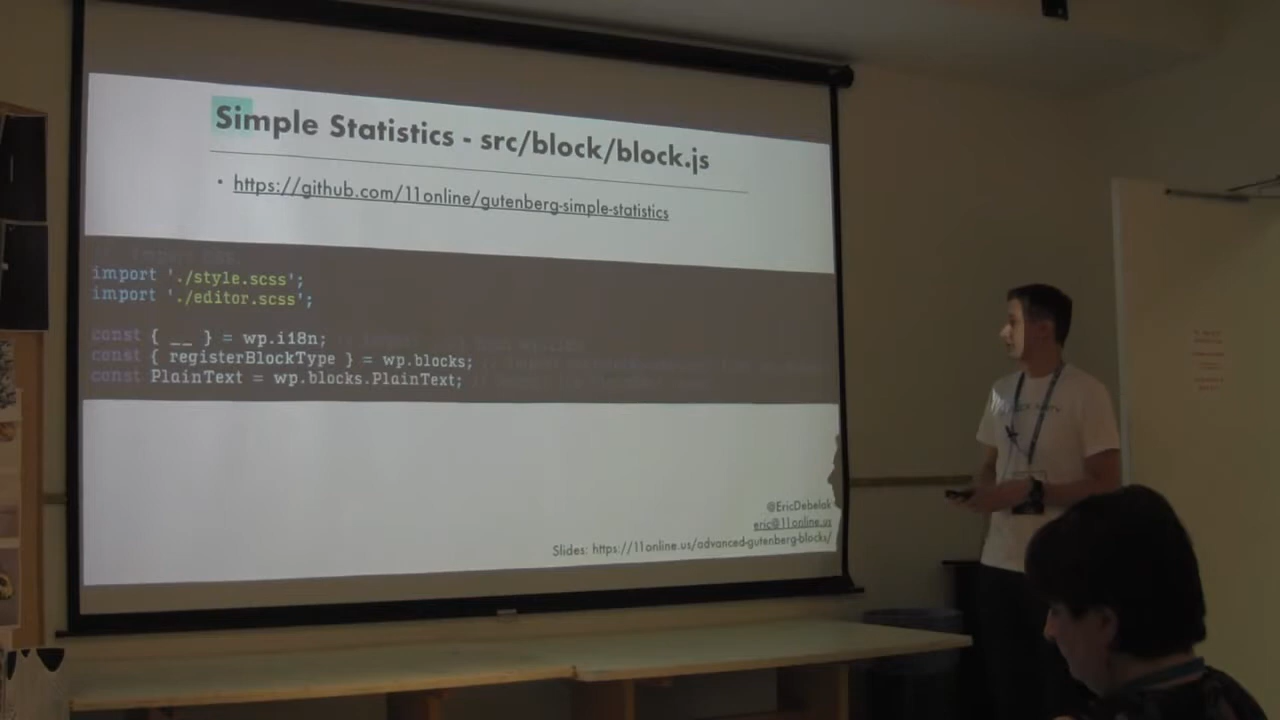 Simple Statistics - src/block/block.js
• https://github.com/11online/gutenberg-simple-statistics
import './style.scss';
import './editor.scss';
const { __ } = wp.i18n;
const { registerBlockType } = wp.blocks;
const PlainText = wp.blocks.PlainText;
@EricDebelak
eric@11online.us
Slides: https://11online.us/advanced-gutenberg-blocks/